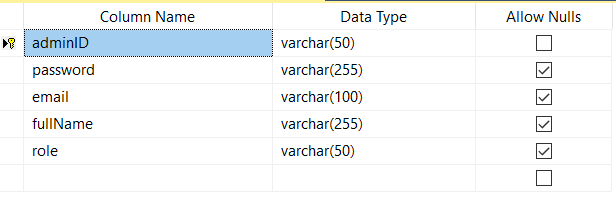 Column Name Data Type Allow Nulls
adminID varchar(50)
password varchar(255)
email varchar(100)
fullName varchar(255)
role varchar(50)